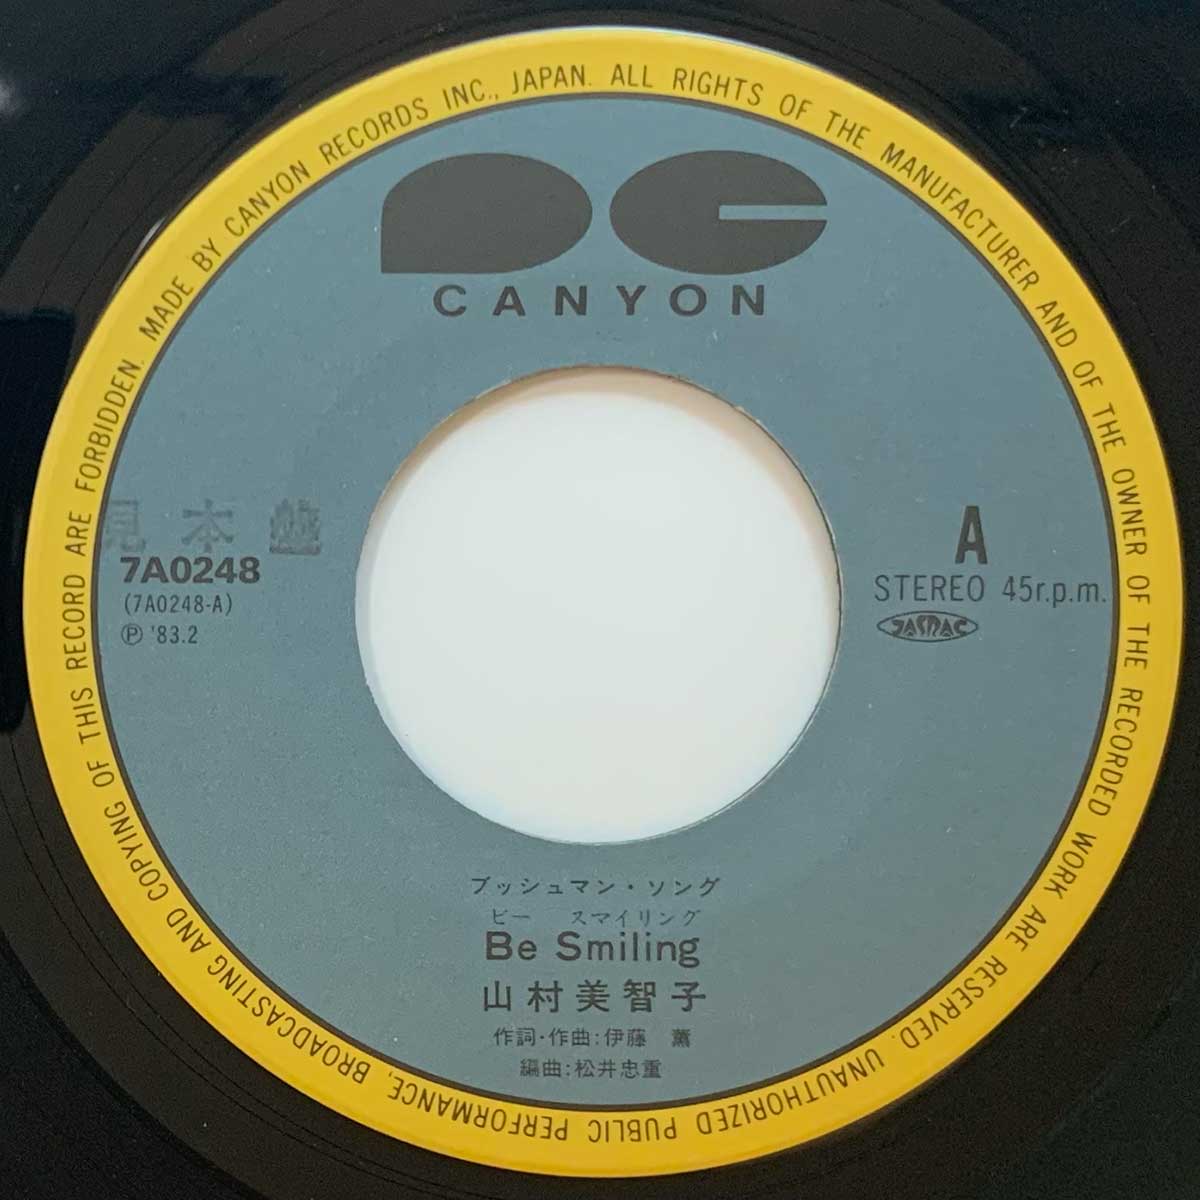 MADE BY CANYON RECORDS INC., JAPAN. ALL RIGHTS OF THE MANUFACTURER AND OF THE OWNER OF THE RECORDED WORK ARE RESERVED. UNAUTHORIZED PUBLIC PERFORMANCE, BROADCASTING AND COPYING OF THIS RECORD ARE FORBIDDEN.
CANYON
見本盤
7A0248
(7A0248-A)
Ⓟ '83.2
A
STEREO 45r.p.m.
JASRAC
ブッシュマン・ソング
ビー スマイリング
Be Smiling
山村美智子
作詞・作曲:伊藤 薫
編曲:松井忠重